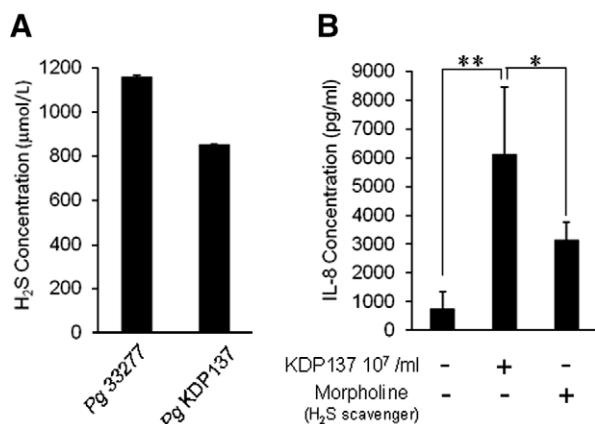 A
H₂S Concentration (μmol/L)
1200
1000
800
600
400
200
0
Pg 33277
Pg KDP137
B
** *
IL-8 Concentration (pg/ml)
9000
8000
7000
6000
5000
4000
3000
2000
1000
0
KDP137 10⁷ /ml - + -
Morpholine - - +
(H₂S scavenger)